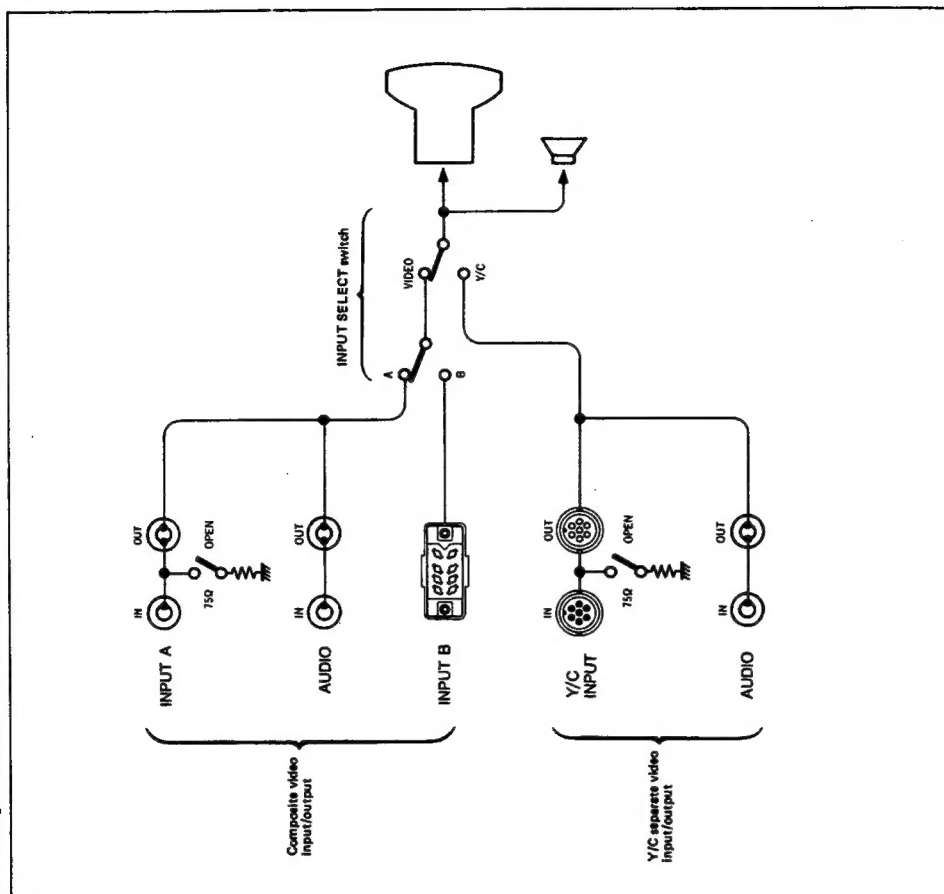 Composite video
input/output
INPUT A
IN
OUT
75Ω
OPEN
AUDIO
IN
OUT
INPUT B
A
B
INPUT SELECT switch
VIDEO
Y/C
Y/C separate video
input/output
Y/C
INPUT
IN
OUT
75Ω
OPEN
AUDIO
IN
OUT